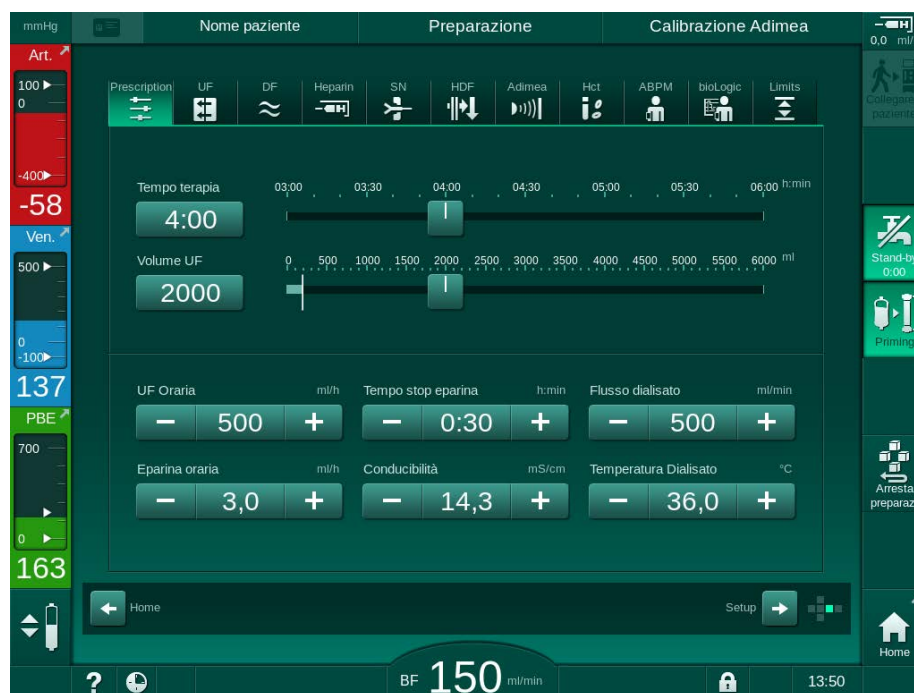 mmHg
Nome paziente
Preparazione
Calibrazione Adimea
0,0 ml/
Art.
100
0
-400
-58
Ven.
500
0
-100
137
PBE
700
0
163
Prescription
UF
DF
Heparin
SN
HDF
Adimea
Hct
ABPM
bioLogic
Limits
Tempo terapia
03:00 03:30 04:00 04:30 05:00 05:30 06:00 h:min
4:00
Volume UF
0 500 1000 1500 2000 2500 3000 3500 4000 4500 5000 5500 6000 ml
2000
UF Oraria ml/h
− 500 +
Tempo stop eparina h:min
− 0:30 +
Flusso dialisato ml/min
− 500 +
Eparina oraria ml/h
− 3,0 +
Conducibilità mS/cm
− 14,3 +
Temperatura Dialisato °C
− 36,0 +
Home
Setup
Collegare
paziente
Stand-by
0:00
Priming
Arresta
preparaz
Home
?
BF 150 ml/min
13:50